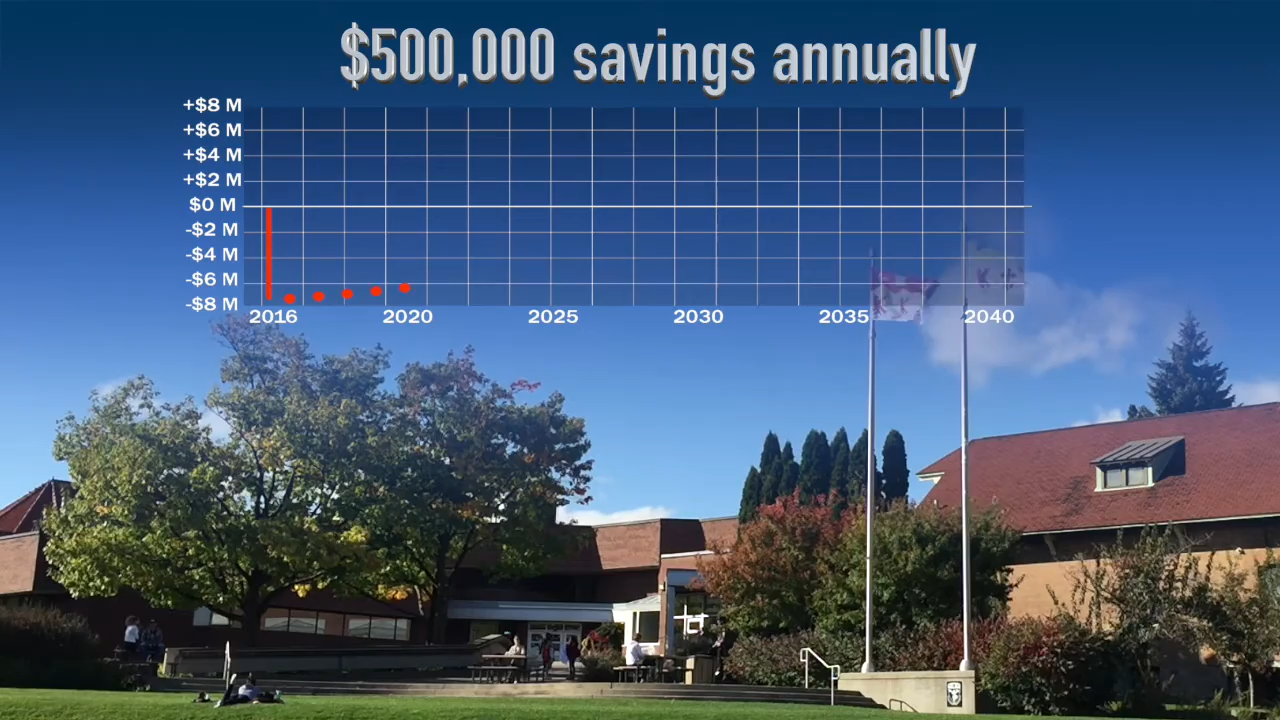 $500,000 savings annually
+$8 M
+$6 M
+$4 M
+$2 M
$0 M
-$2 M
-$4 M
-$6 M
-$8 M
2016 2020 2025 2030 2035 2040